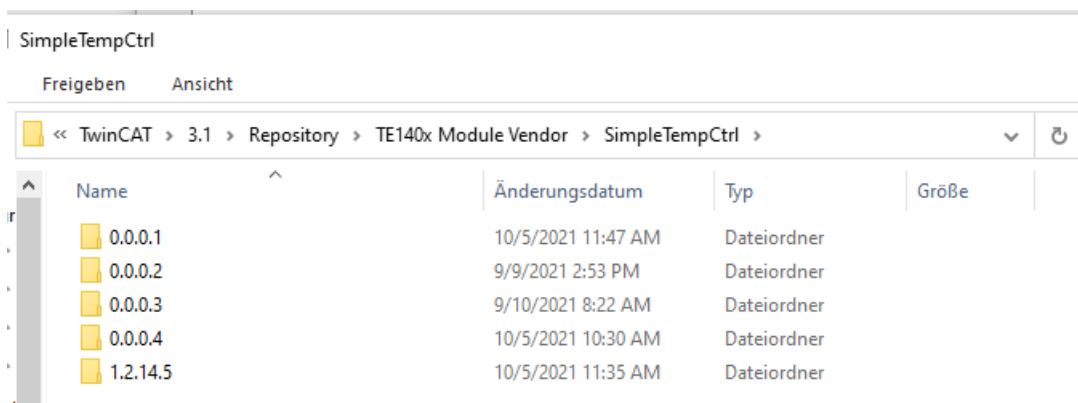 SimpleTempCtrl
Freigeben Ansicht
« TwinCAT > 3.1 > Repository > TE140x Module Vendor > SimpleTempCtrl >
Name Änderungsdatum Typ Größe
0.0.0.1 10/5/2021 11:47 AM Dateiordner
0.0.0.2 9/9/2021 2:53 PM Dateiordner
0.0.0.3 9/10/2021 8:22 AM Dateiordner
0.0.0.4 10/5/2021 10:30 AM Dateiordner
1.2.14.5 10/5/2021 11:35 AM Dateiordner